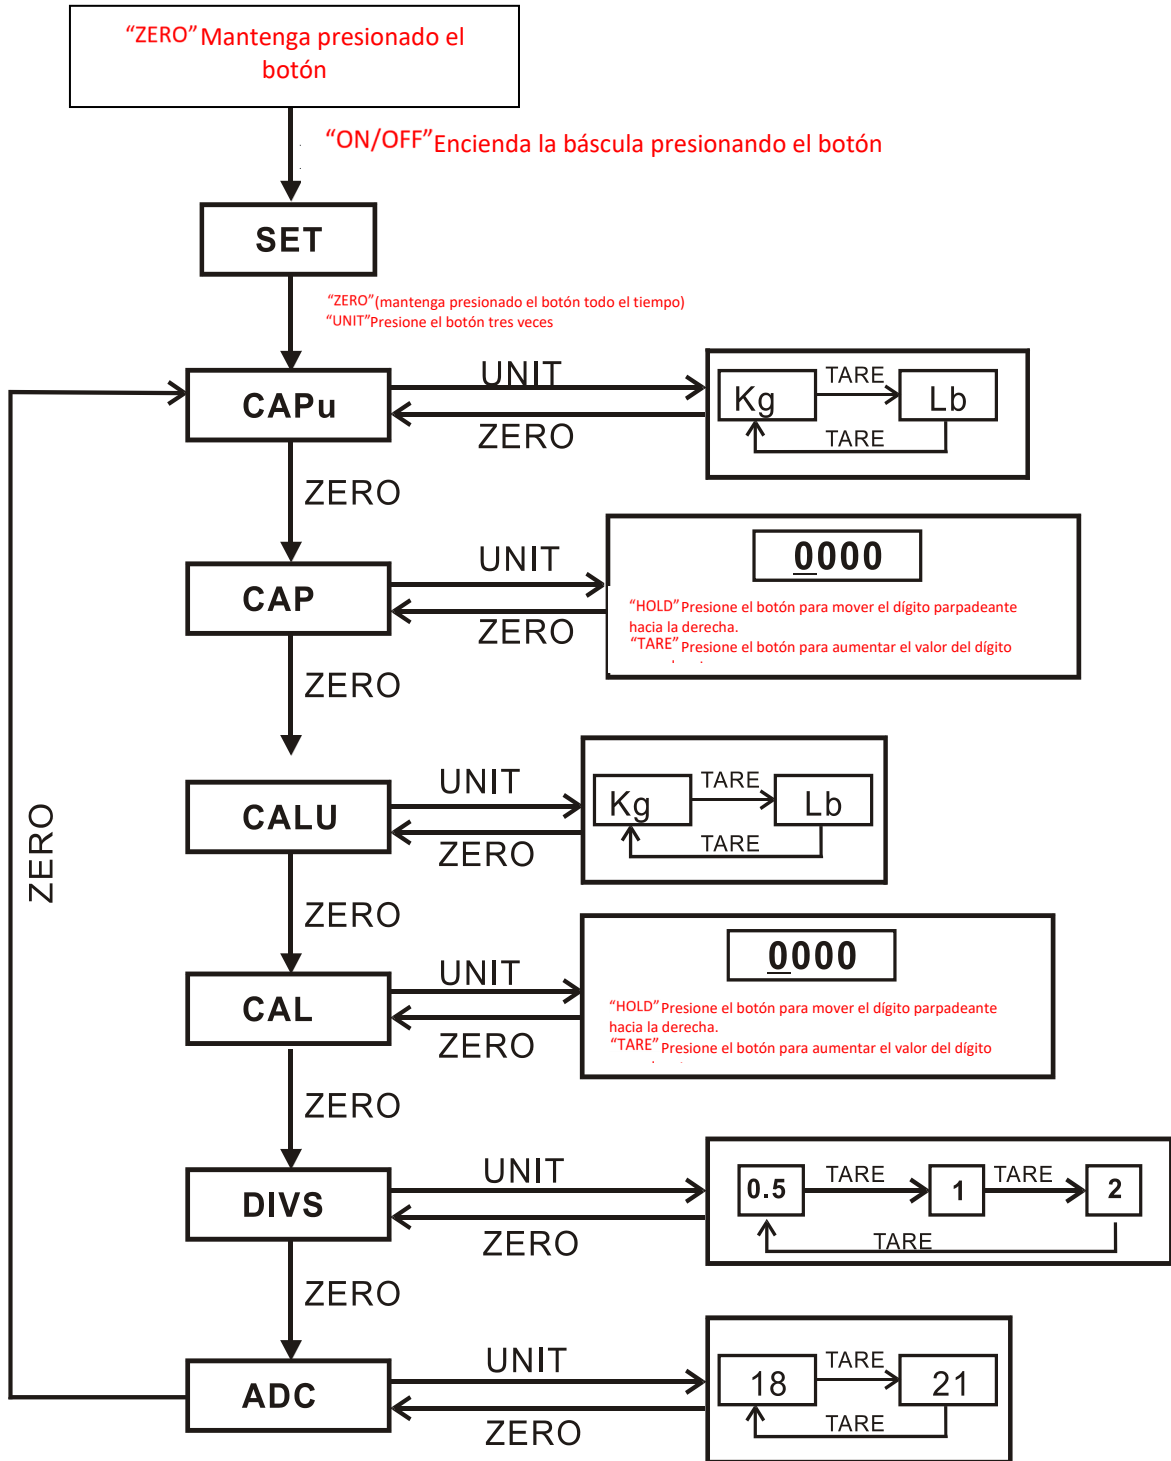 “ZERO” Mantenga presionado el
botón
“ON/OFF” Encienda la báscula presionando el botón
SET
“ZERO” (mantenga presionado el botón todo el tiempo)
“UNIT” Presione el botón tres veces
CAPu
UNIT
ZERO
Kg
TARE
Lb
TARE
ZERO
CAP
UNIT
ZERO
0000
“HOLD” Presione el botón para mover el dígito parpadeante
hacia la derecha.
“TARE” Presione el botón para aumentar el valor del dígito
ZERO
CALU
UNIT
ZERO
Kg
TARE
Lb
TARE
ZERO
ZERO
CAL
UNIT
ZERO
0000
“HOLD” Presione el botón para mover el dígito parpadeante
hacia la derecha.
“TARE” Presione el botón para aumentar el valor del dígito
ZERO
DIVS
UNIT
ZERO
0.5
TARE
1
TARE
2
TARE
ZERO
ADC
UNIT
ZERO
18
TARE
21
TARE